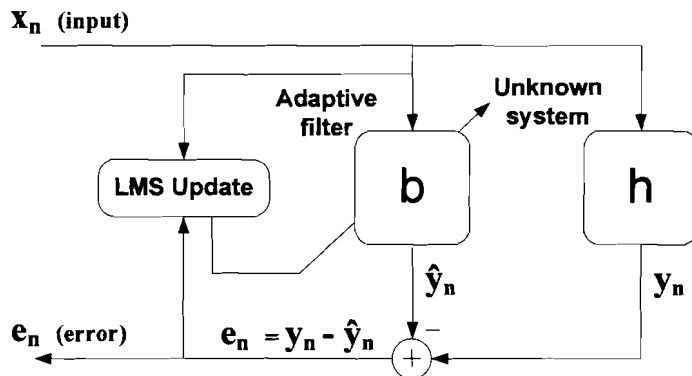 xₙ (input)
Adaptive
filter
Unknown
system
LMS Update
b
h
ŷₙ
yₙ
−
eₙ (error)
eₙ = yₙ - ŷₙ
+